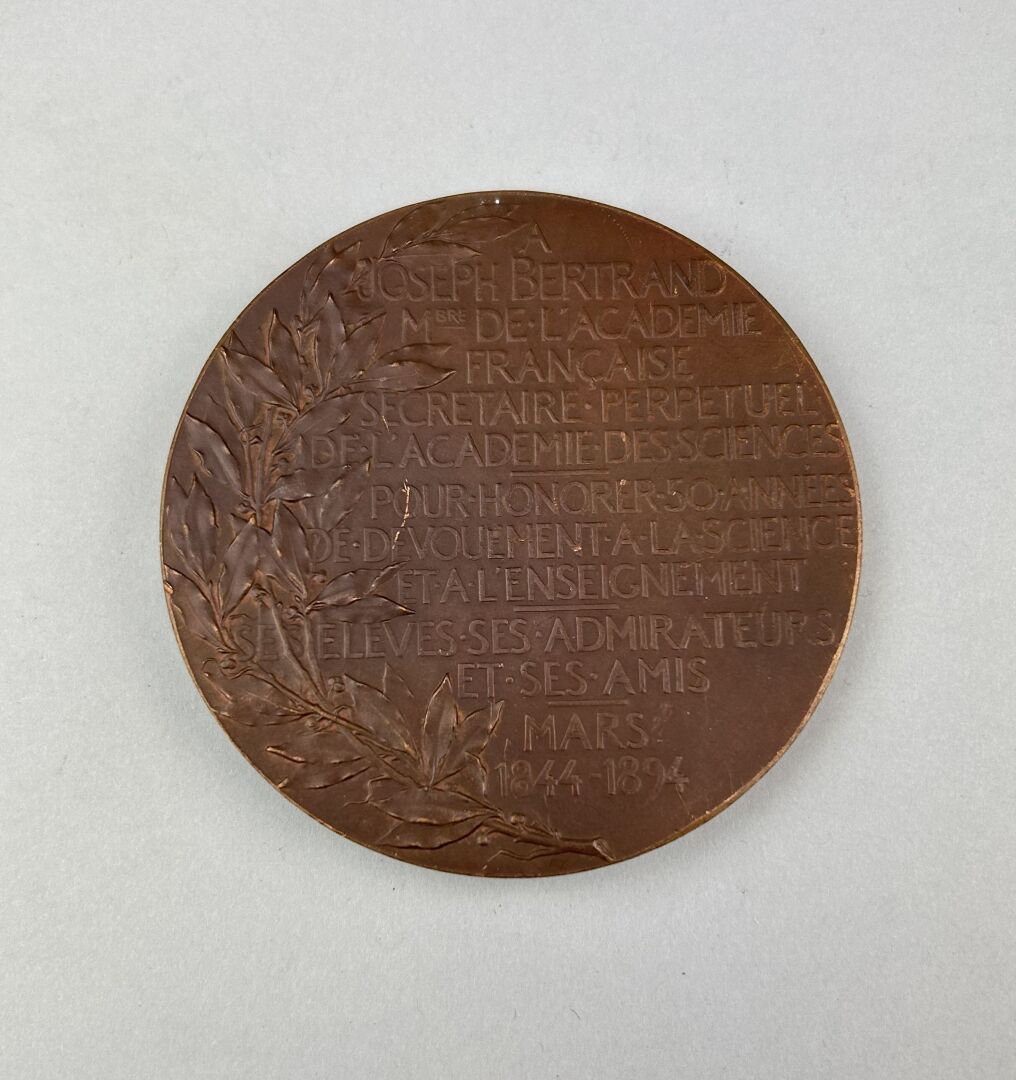 A
JOSEPH BERTRAND
MBRE DE·L'ACADEMIE
FRANÇAISE
SECRETAIRE·PERPETUEL
DE·L'ACADEMIE·DES·SCIENCES
POUR·HONORER·50·ANNÉES
DE·DÉVOUEMENT·A·LA·SCIENCE
ET·A·L'ENSEIGNEMENT
SES ELÈVES·SES·ADMIRATEURS
ET·SES·AMIS
MARS
1844-1894